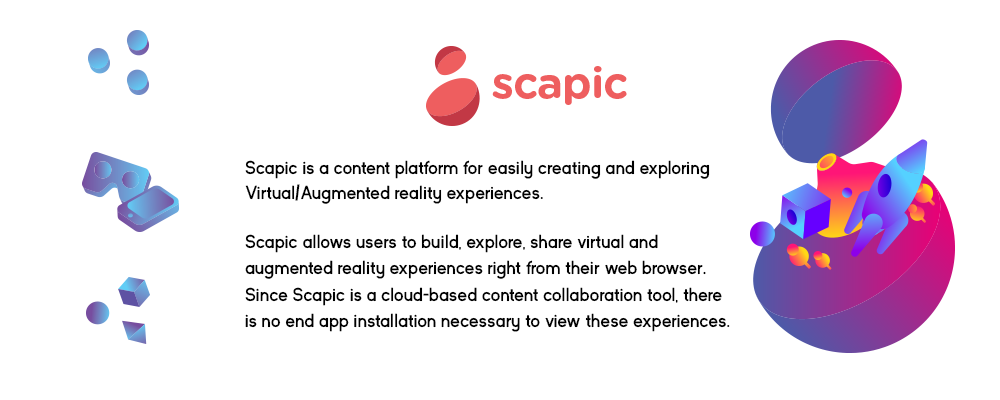 scapic
Scapic is a content platform for easily creating and exploring
Virtual/Augmented reality experiences.
Scapic allows users to build, explore, share virtual and
augmented reality experiences right from their web browser.
Since Scapic is a cloud-based content collaboration tool, there
is no end app installation necessary to view these experiences.